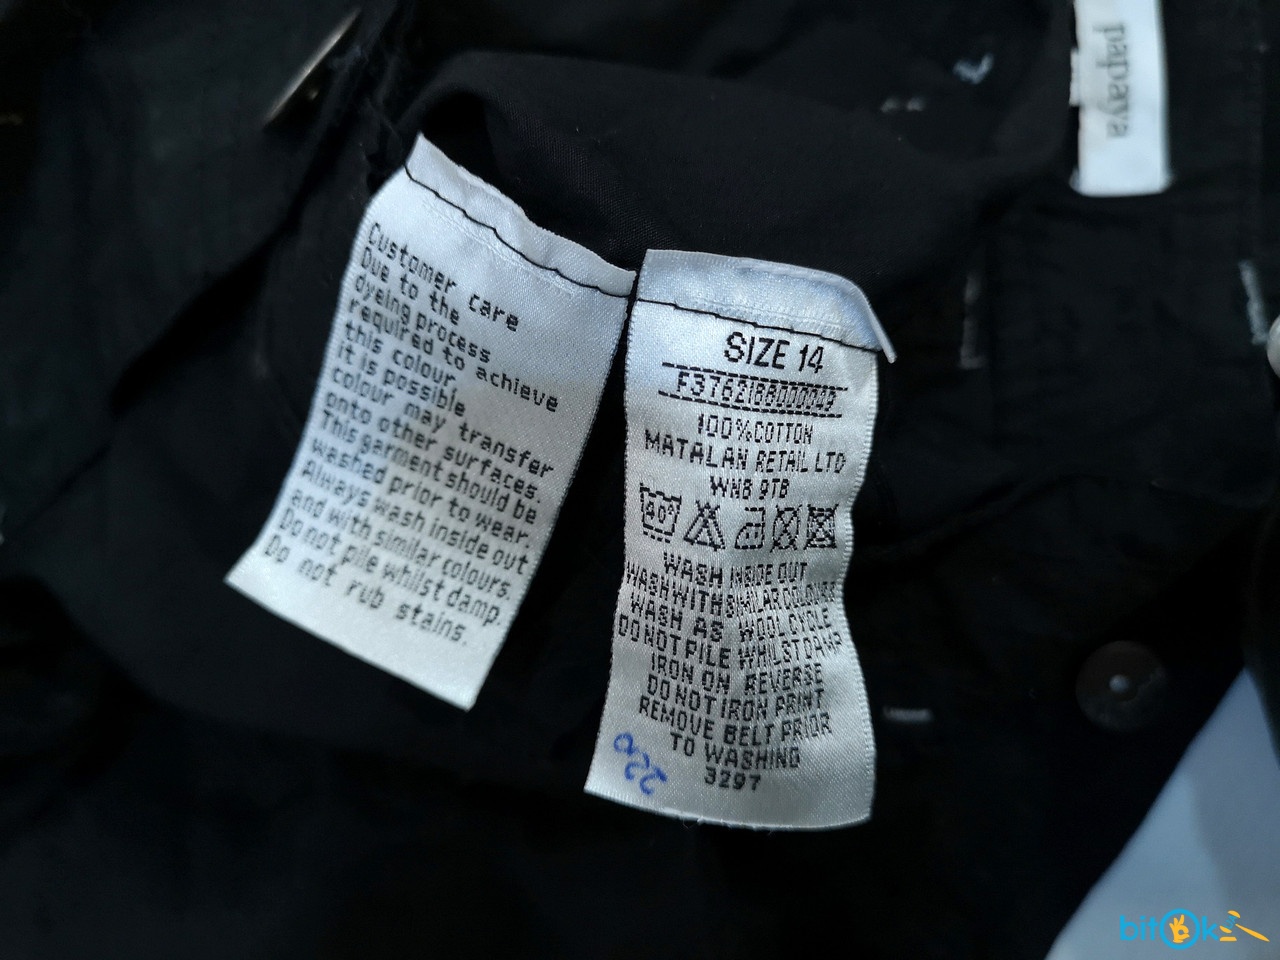 papaya
Customer care
Due to the
dyeing process
required to achieve
this colour
it is possible
colour may transfer
onto other surfaces.
This garment should be
washed prior to wear.
Always wash inside out
and with similar colours.
Do not pile whilst damp.
Do not rub stains.
SIZE 14
100% COTTON
MATALAN RETAIL LTD
WN8 9TB
40°
WASH INSIDE OUT
WASH WITH SIMILAR COLOURS
WASH AS WOOL CYCLE
DO NOT PILE WHILST DAMP
IRON ON REVERSE
DO NOT IRON PRINT
REMOVE BELT PRIOR
TO WASHING
3297
bitOk